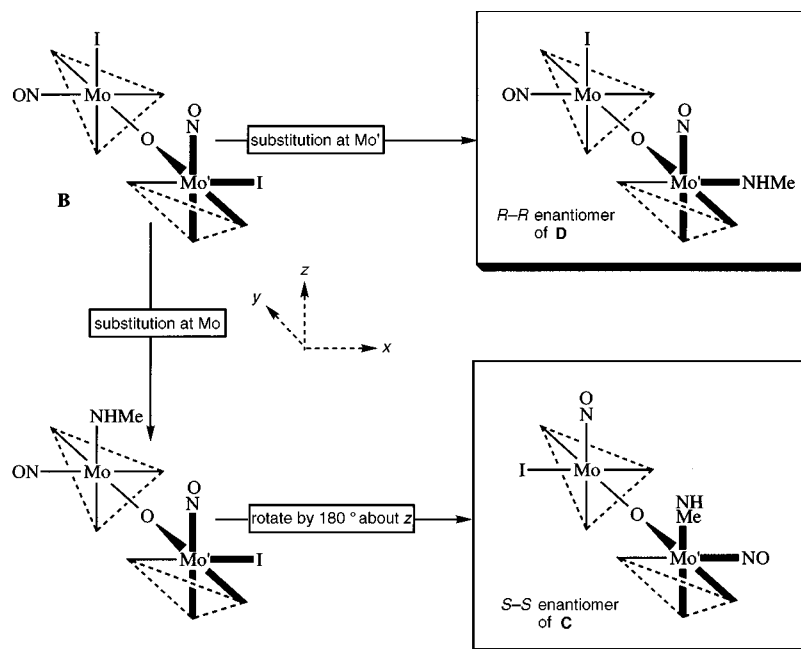 I
ON Mo
O
O
N
Mo' I
B
substitution at Mo'
I
ON Mo
O
O
N
Mo' NHMe
R–R enantiomer
of D
substitution at Mo
z
y
x
NHMe
ON Mo
O
O
N
Mo' I
rotate by 180 ° about z
O
N
I Mo
O
NH
Me
Mo' NO
S–S enantiomer
of C